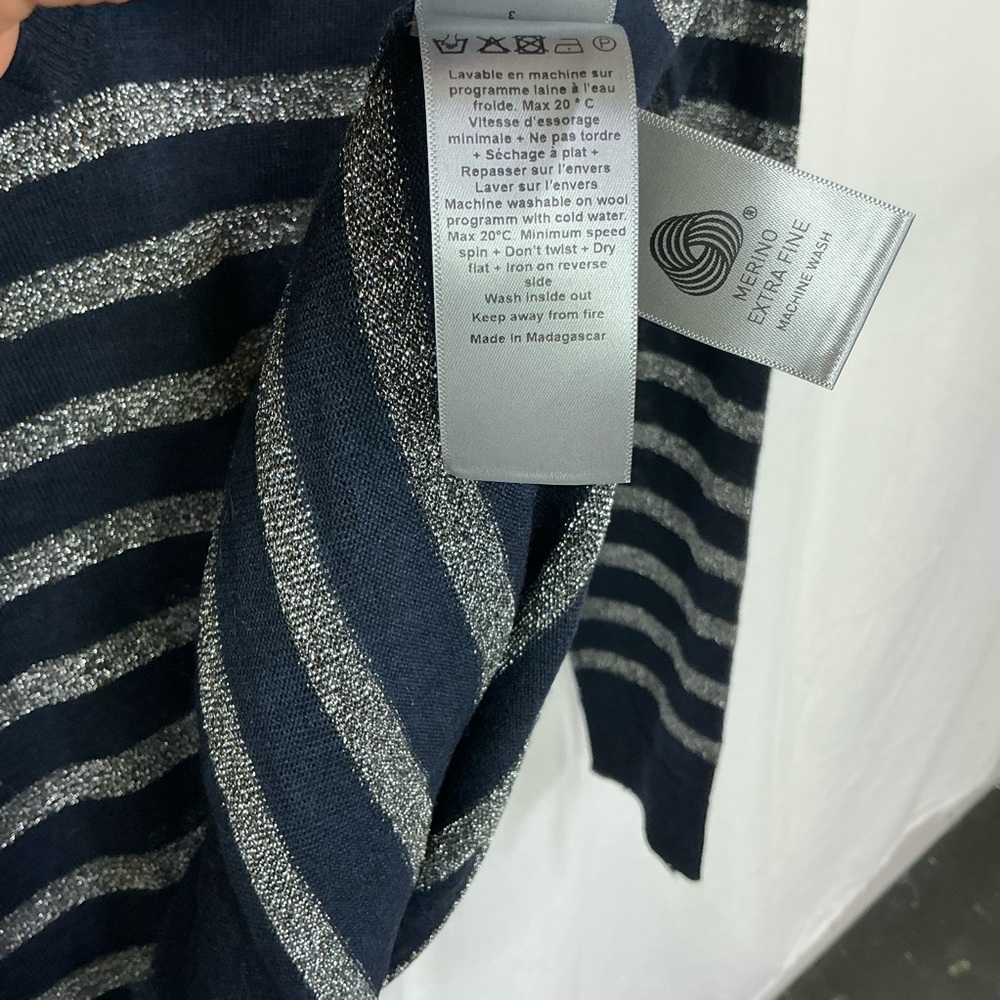 3
P
Lavable en machine sur
programme laine à l'eau
froide. Max 20 ° C
Vitesse d'essorage
minimale + Ne pas tordre
+ Séchage à plat +
Repasser sur l'envers
Laver sur l'envers
Machine washable on wool
programm with cold water.
Max 20°C. Minimum speed
spin + Don't twist + Dry
flat + Iron on reverse
side
Wash inside out
Keep away from fire
Made in Madagascar
®
MERINO
EXTRA FINE
MACHINE WASH